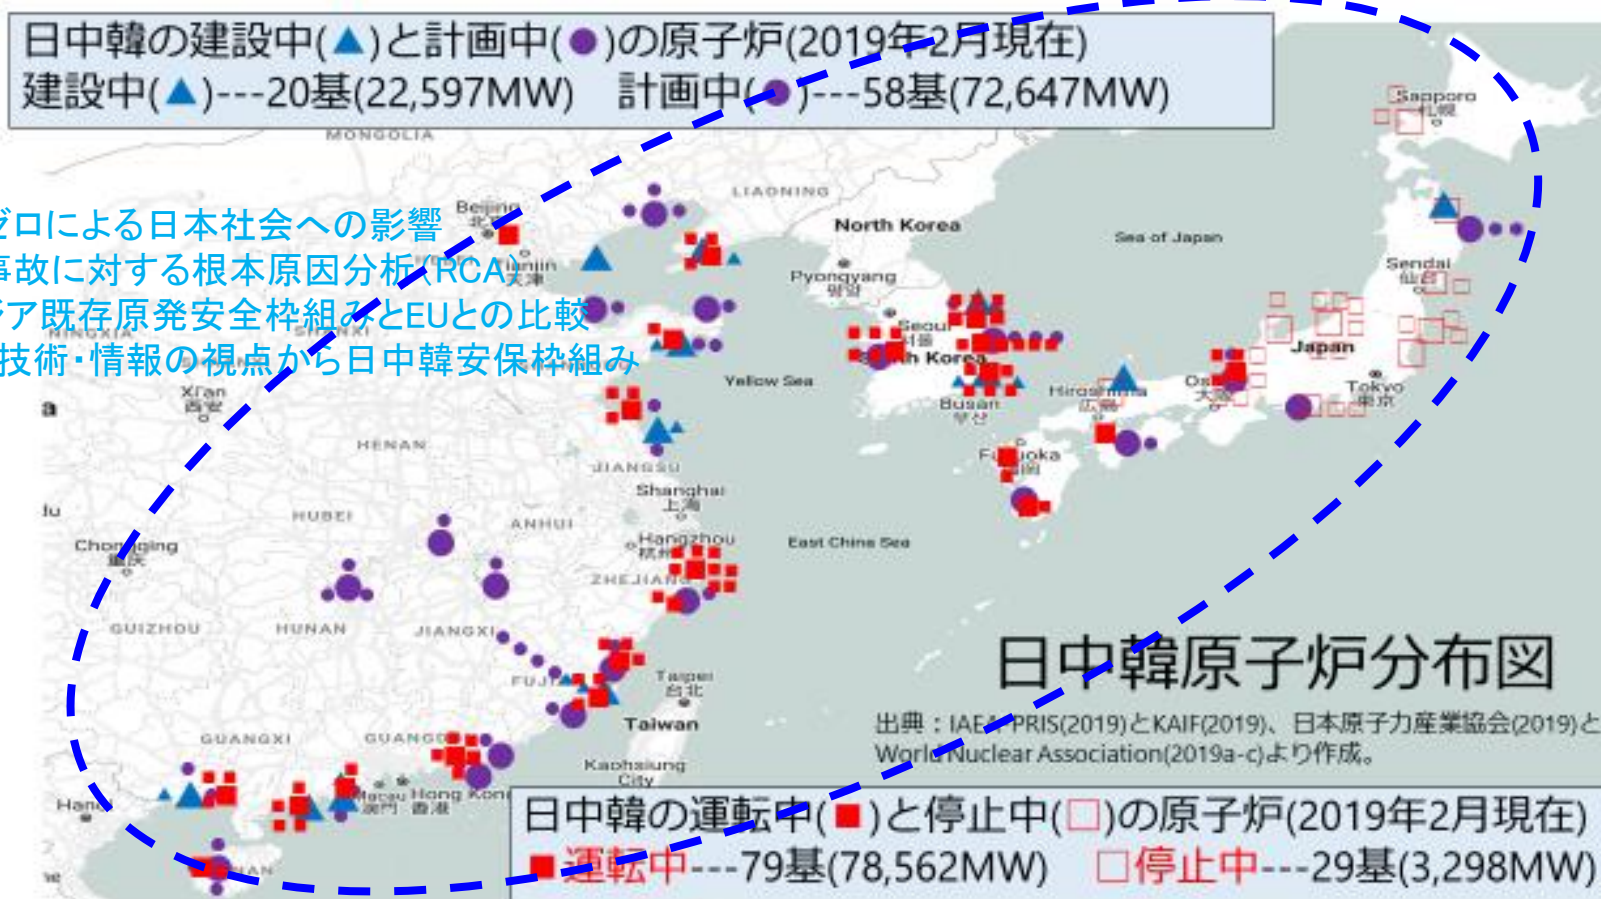 日中韓の建設中(▲)と計画中(●)の原子炉(2019年2月現在)
建設中(▲)---20基(22,597MW) 計画中(●)---58基(72,647MW)
MONGOLIA
Sapporo
札幌
LIAONING
ゼロによる日本社会への影響
Beijing
North Korea
Sea of Japan
事故に対する根本原因分析(RCA)
Tianjin
天津
Pyongyang
평양
Sendai
仙台
ジア既存原発安全枠組みとEUとの比較
NINGXIA
SHANXI
Seoul
서울
技術・情報の視点から日中韓安保枠組み
South Korea
Japan
Yellow Sea
Xi'an
西安
Busan
부산
Hiroshima
広島
Tokyo
東京
HENAN
JIANGSU
Fukuoka
Shanghai
上海
HUBEI
ANHUI
Chongqing
重庆
Hangzhou
杭州
East China Sea
ZHEJIANG
GUIZHOU
HUNAN
JIANGXI
日中韓原子炉分布図
Taipei
台北
Taiwan
出典：IAEA-PRIS(2019)とKAIF(2019)、日本原子力産業協会(2019)と
World Nuclear Association(2019a-c)より作成。
GUANGXI
Kaohsiung
City
Macau
澳門
Hong Kong
香港
日中韓の運転中(■)と停止中(□)の原子炉(2019年2月現在)
■運転中---79基(78,562MW) □停止中---29基(3,298MW)